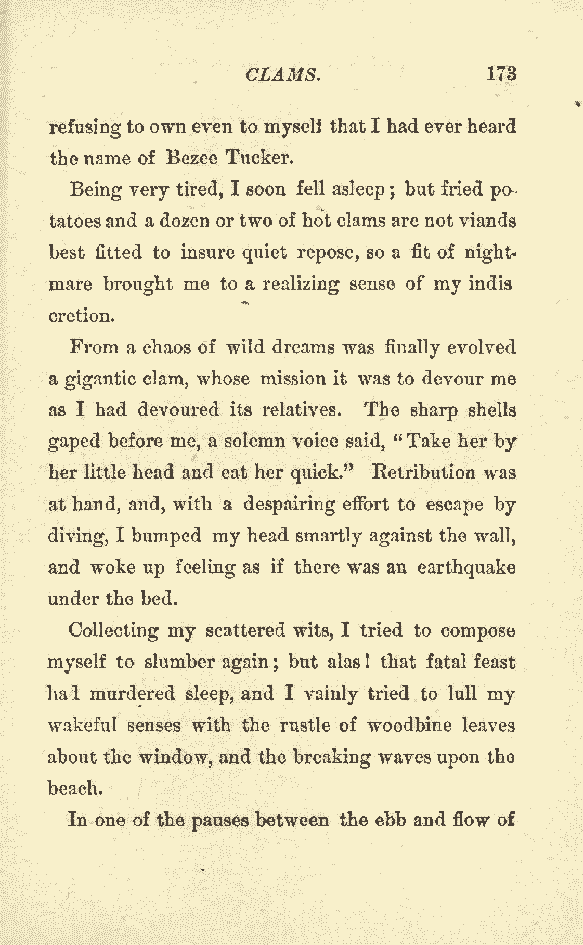 CLAMS. 173
refusing to own even to myself that I had ever heard
the name of Bezee Tucker.
Being very tired, I soon fell asleep; but fried po-
tatoes and a dozen or two of hot clams are not viands
best fitted to insure quiet repose, so a fit of night-
mare brought me to a realizing sense of my indis
cretion.
From a chaos of wild dreams was finally evolved
a gigantic clam, whose mission it was to devour me
as I had devoured its relatives. The sharp shells
gaped before me, a solemn voice said, “Take her by
her little head and eat her quick.” Retribution was
at hand, and, with a despairing effort to escape by
diving, I bumped my head smartly against the wall,
and woke up feeling as if there was an earthquake
under the bed.
Collecting my scattered wits, I tried to compose
myself to slumber again; but alas! that fatal feast
had murdered sleep, and I vainly tried to lull my
wakeful senses with the rustle of woodbine leaves
about the window, and the breaking waves upon the
beach.
In one of the pauses between the ebb and flow of